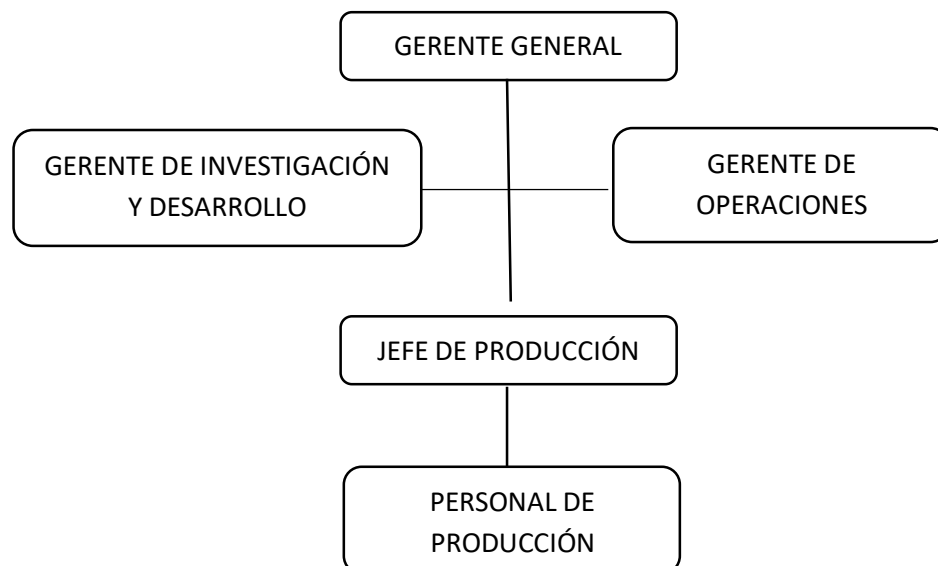 GERENTE GENERAL
GERENTE DE INVESTIGACIÓN
Y DESARROLLO
GERENTE DE
OPERACIONES
JEFE DE PRODUCCIÓN
PERSONAL DE
PRODUCCIÓN